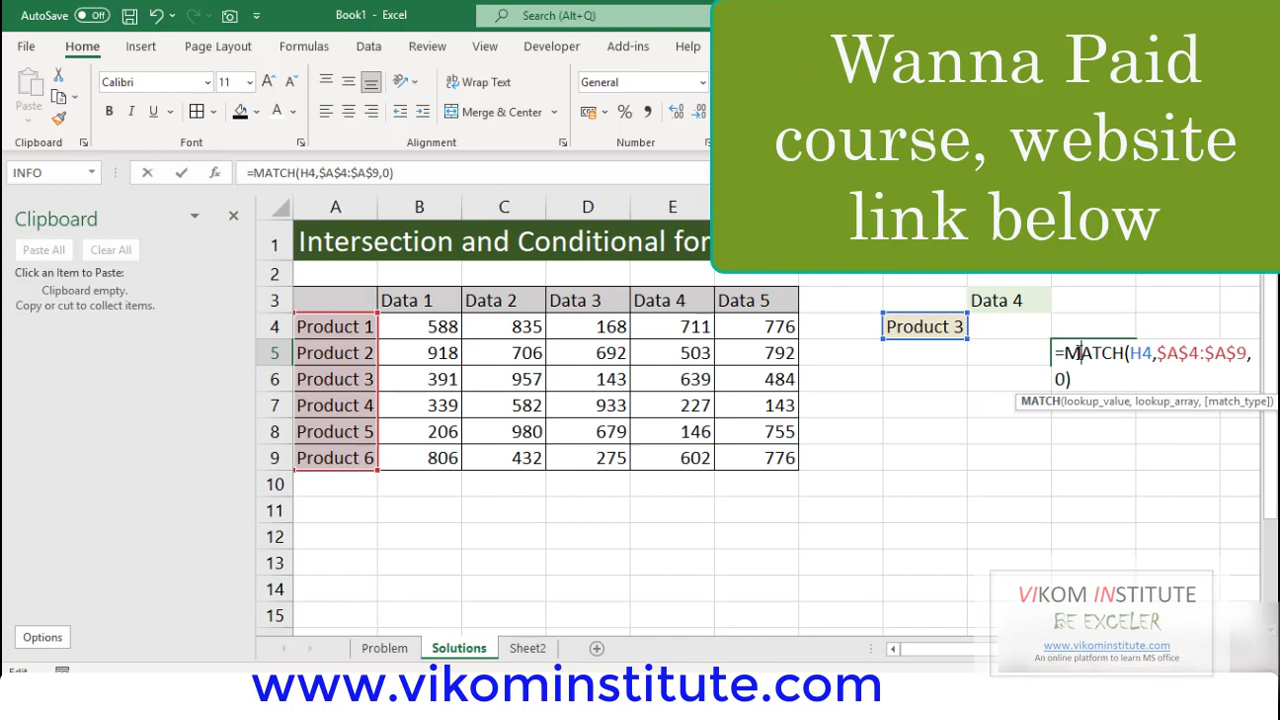 AutoSave Off Book1 - Excel Search (Alt+Q)
Wanna Paid
course, website
link below
File Home Insert Page Layout Formulas Data Review View Developer Add-ins Help
Paste Calibri 11 A A Wrap Text General
B I U A Merge & Center $ % ,
Clipboard Font Alignment Number
INFO fx =MATCH(H4,$A$4:$A$9,0)
Clipboard
Paste All Clear All
Click an Item to Paste:
Clipboard empty.
Copy or cut to collect items.
A B C D E
1 Intersection and Conditional for
2
3 Data 1 Data 2 Data 3 Data 4 Data 5 Data 4
4 Product 1 588 835 168 711 776 Product 3
5 Product 2 918 706 692 503 792 =MATCH(H4,$A$4:$A$9,
6 Product 3 391 957 143 639 484 0)
MATCH(lookup_value, lookup_array, [match_type])
7 Product 4 339 582 933 227 143
8 Product 5 206 980 679 146 755
9 Product 6 806 432 275 602 776
10
11
12
13
14
15
VIKOM INSTITUTE
BE EXCELER
www.vikominstitute.com
An online platform to learn MS office
Options
Problem Solutions Sheet2
www.vikominstitute.com